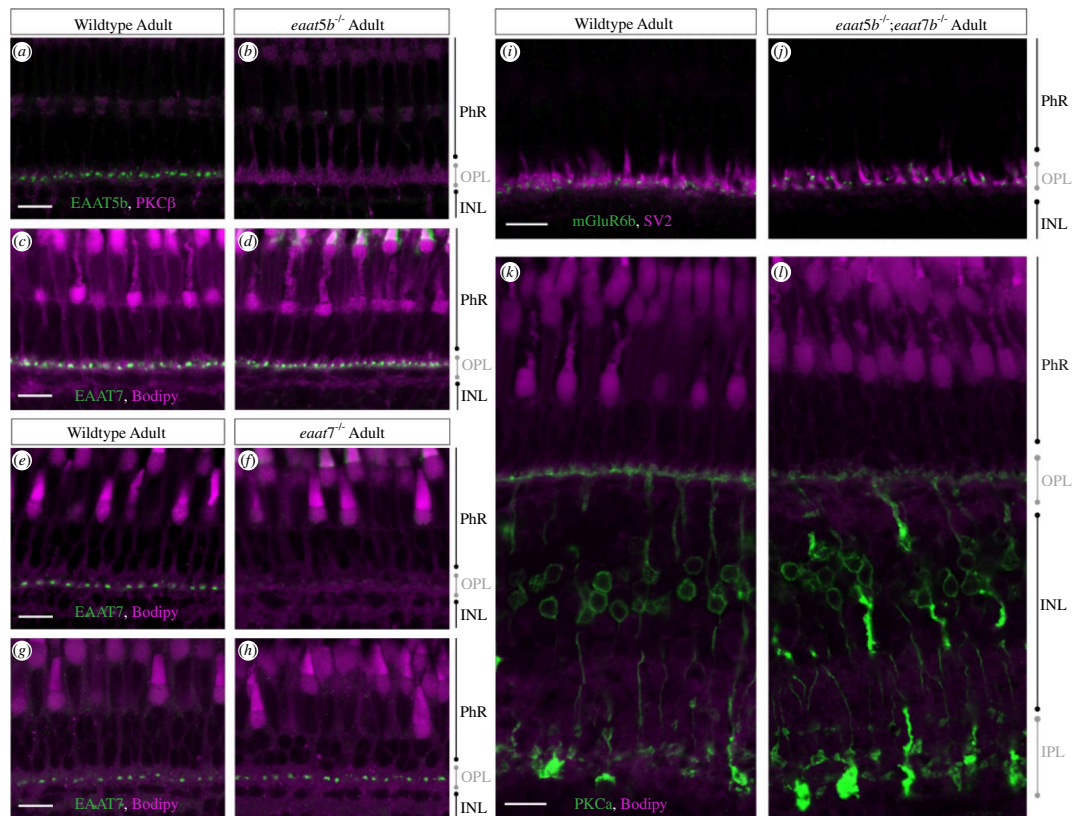 Wildtype Adult
eaat5b-/- Adult
(a)
(b)
PhR
OPL
INL
EAAT5b, PKCβ
(c)
(d)
PhR
OPL
INL
EAAT7, Bodipy
Wildtype Adult
eaat7-/- Adult
(e)
(f)
PhR
OPL
INL
EAAT7, Bodipy
(g)
(h)
PhR
OPL
INL
EAAT7, Bodipy
Wildtype Adult
eaat5b-/-;eaat7b-/- Adult
(i)
(j)
PhR
OPL
INL
mGluR6b, SV2
(k)
(l)
PhR
OPL
INL
IPL
PKCa, Bodipy